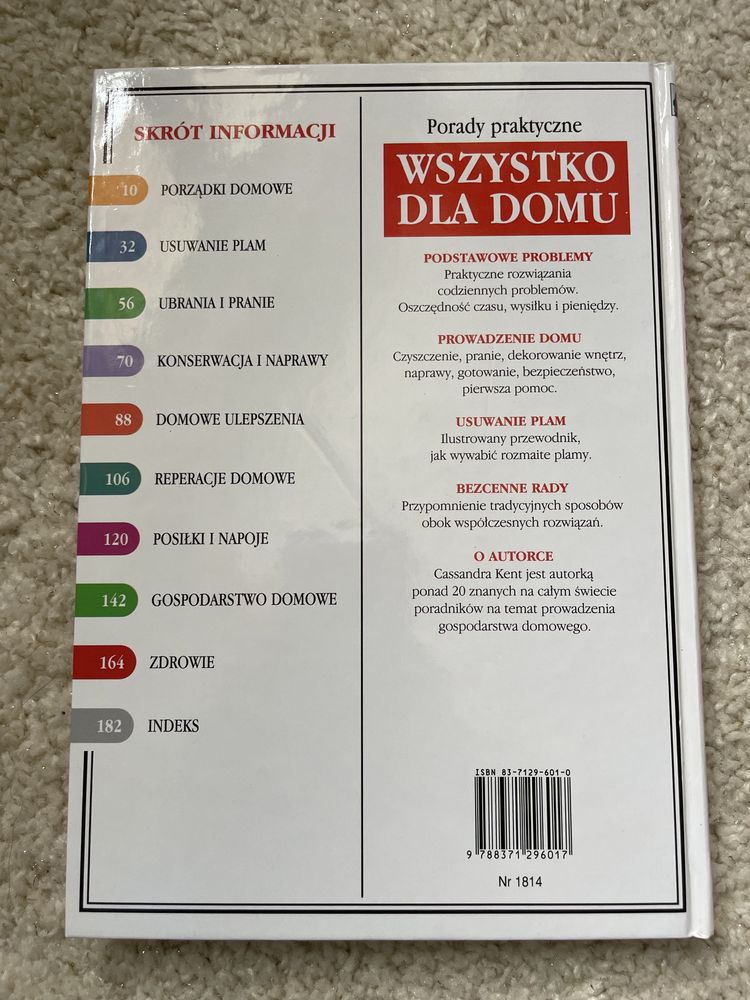 SKRÓT INFORMACJI
10 PORZĄDKI DOMOWE
32 USUWANIE PLAM
56 UBRANIA I PRANIE
70 KONSERWACJA I NAPRAWY
88 DOMOWE ULEPSZENIA
106 REPERACJE DOMOWE
120 POSIŁKI I NAPOJE
142 GOSPODARSTWO DOMOWE
164 ZDROWIE
182 INDEKS
Porady praktyczne
WSZYSTKO
DLA DOMU
PODSTAWOWE PROBLEMY
Praktyczne rozwiązania
codziennych problemów.
Oszczędność czasu, wysiłku i pieniędzy.
PROWADZENIE DOMU
Czyszczenie, pranie, dekorowanie wnętrz,
naprawy, gotowanie, bezpieczeństwo,
pierwsza pomoc.
USUWANIE PLAM
Ilustrowany przewodnik,
jak wywabić rozmaite plamy.
BEZCENNE RADY
Przypomnienie tradycyjnych sposobów
obok współczesnych rozwiązań.
O AUTORCE
Cassandra Kent jest autorką
ponad 20 znanych na całym świecie
poradników na temat prowadzenia
gospodarstwa domowego.
ISBN 83-7129-601-0
9 788371 296017
Nr 1814